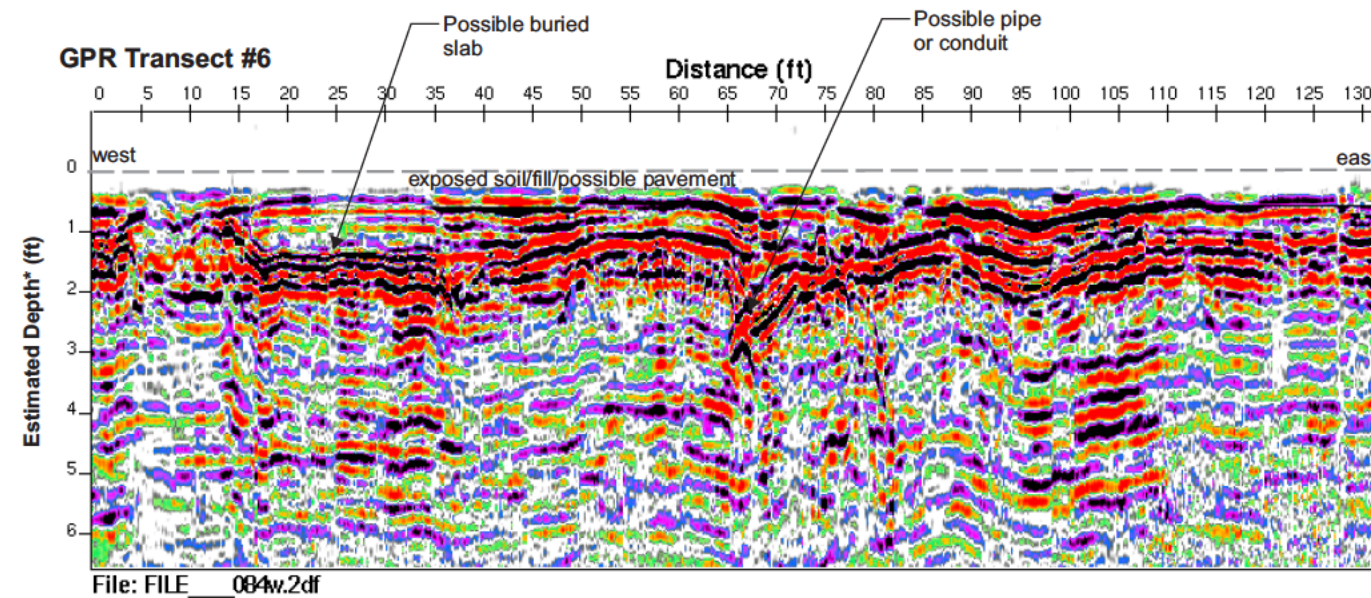 Possible buried
slab
Possible pipe
or conduit
GPR Transect #6
Distance (ft)
0 5 10 15 20 25 30 35 40 45 50 55 60 65 70 75 80 85 90 95 100 105 110 115 120 125 130
west
eas
exposed soil/fill/possible pavement
Estimated Depth* (ft)
0
1
2
3
4
5
6
File: FILE____084w.2df